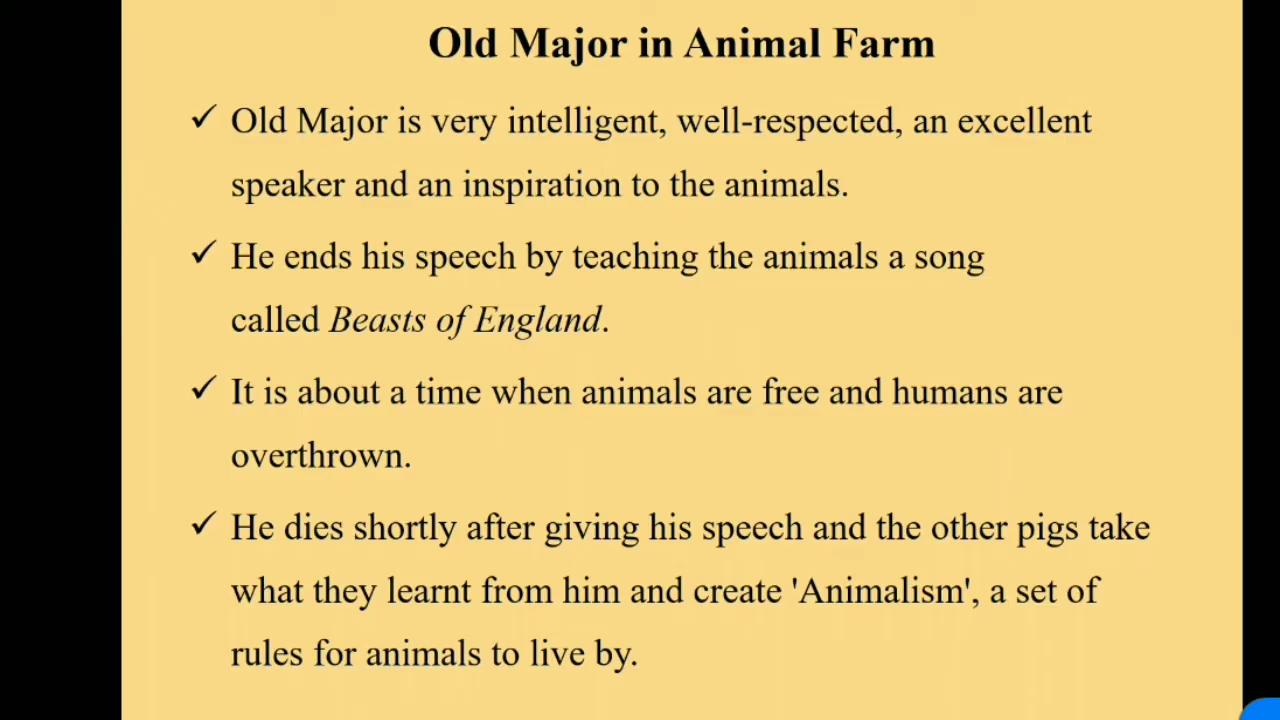 Old Major in Animal Farm
✓ Old Major is very intelligent, well-respected, an excellent
speaker and an inspiration to the animals.
✓ He ends his speech by teaching the animals a song
called Beasts of England.
✓ It is about a time when animals are free and humans are
overthrown.
✓ He dies shortly after giving his speech and the other pigs take
what they learnt from him and create 'Animalism', a set of
rules for animals to live by.